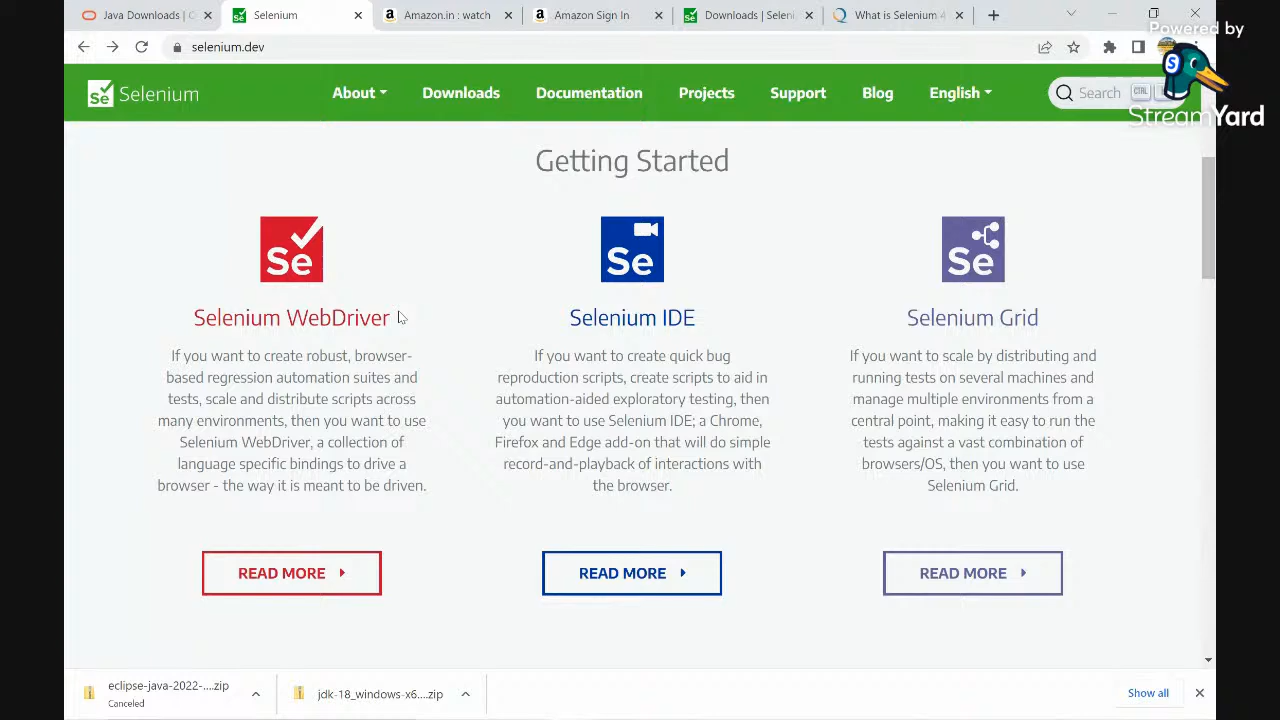 Java Downloads | O
Selenium
Amazon.in : watch
Amazon Sign In
Downloads | Selen
What is Selenium 4
selenium.dev
Powered by
StreamYard
Se Selenium
About
Downloads
Documentation
Projects
Support
Blog
English
Search
CTRL
Getting Started
Se
Se
Se
Selenium WebDriver
If you want to create robust, browser-
based regression automation suites and
tests, scale and distribute scripts across
many environments, then you want to use
Selenium WebDriver, a collection of
language specific bindings to drive a
browser - the way it is meant to be driven.
READ MORE
Selenium IDE
If you want to create quick bug
reproduction scripts, create scripts to aid in
automation-aided exploratory testing, then
you want to use Selenium IDE; a Chrome,
Firefox and Edge add-on that will do simple
record-and-playback of interactions with
the browser.
READ MORE
Selenium Grid
If you want to scale by distributing and
running tests on several machines and
manage multiple environments from a
central point, making it easy to run the
tests against a vast combination of
browsers/OS, then you want to use
Selenium Grid.
READ MORE
eclipse-java-2022-....zip
Canceled
jdk-18_windows-x6....zip
Show all